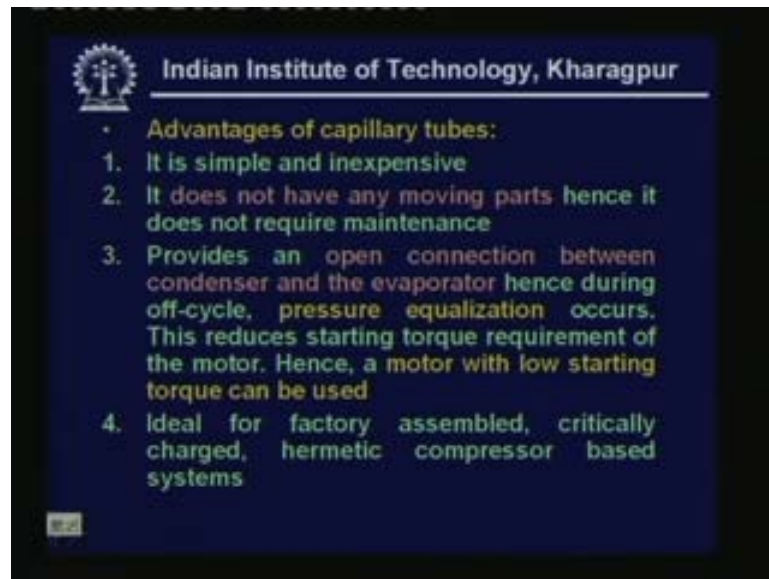 Indian Institute of Technology, Kharagpur
· Advantages of capillary tubes:
1. It is simple and inexpensive
2. It does not have any moving parts hence it
does not require maintenance
3. Provides an open connection between
condenser and the evaporator hence during
off-cycle, pressure equalization occurs.
This reduces starting torque requirement of
the motor. Hence, a motor with low starting
torque can be used
4. Ideal for factory assembled, critically
charged, hermetic compressor based
systems